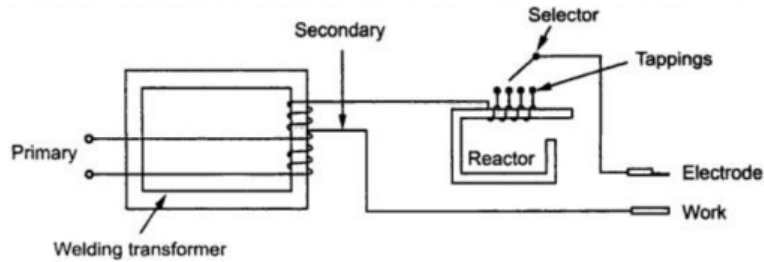 Selector
Secondary
Tappings
Primary
Reactor
Electrode
Work
Welding transformer